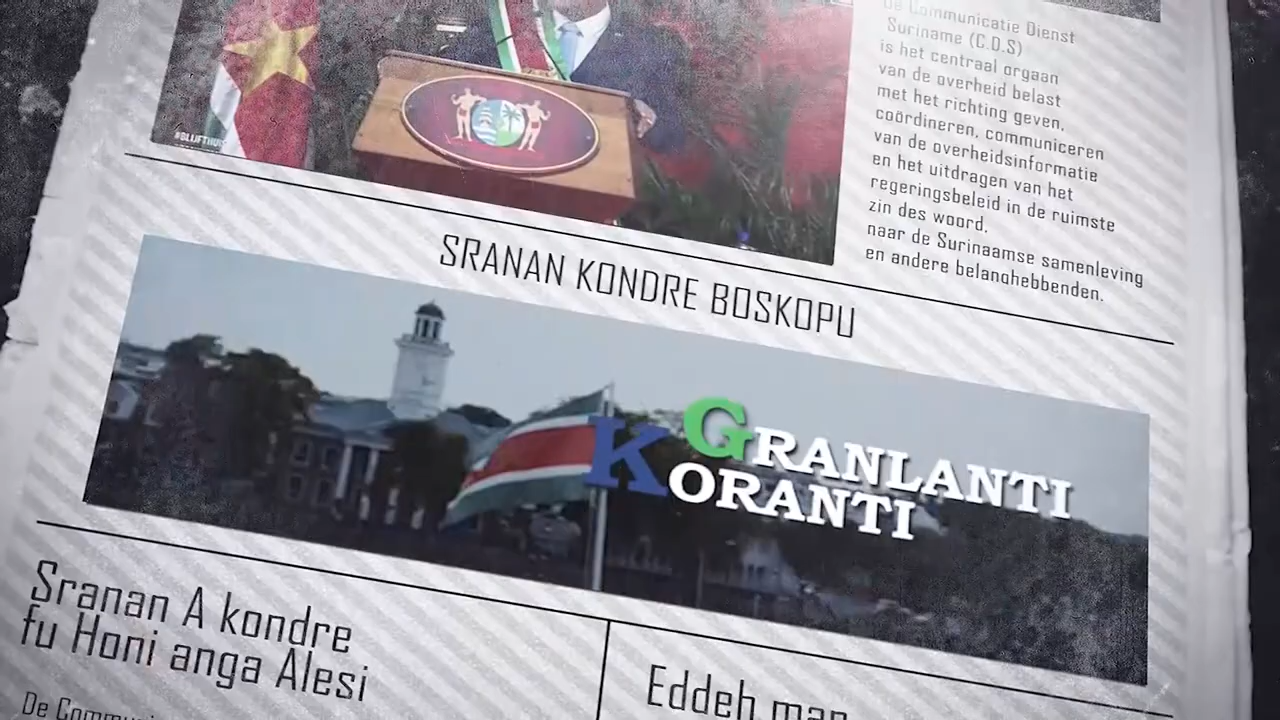 De Communicatie Dienst
Suriname (C.D.S)
is het centraal orgaan
van de overheid belast
met het richting geven,
coördineren, communiceren
van de overheidsinformatie
en het uitdragen van het
regeringsbeleid in de ruimste
zin des woord.
naar de Surinaamse samenleving
en andere belanghebbenden.
SRANAN KONDRE BOSKOPU
GRANLANTI
KORANTI
Sranan A kondre
fu Honi anga Alesi
De
Eddeh man